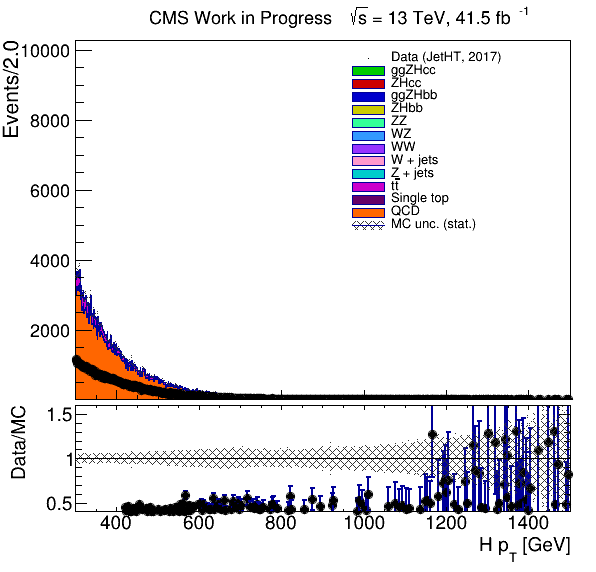 CMS Work in Progress √s = 13 TeV, 41.5 fb⁻¹
Events/2.0
10000
8000
6000
4000
2000
Data (JetHT, 2017)
ggZHcc
ZHcc
ggZHbb
ZHbb
ZZ
WZ
WW
W + jets
Z + jets
tt̄
Single top
QCD
MC unc. (stat.)
Data/MC
1.5
1
0.5
400 600 800 1000 1200 1400
H p_T [GeV]